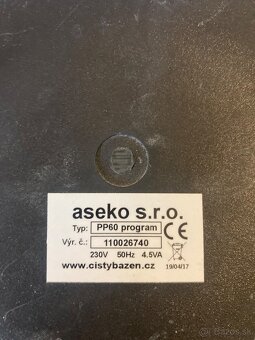 aseko s.r.o.
Typ: PP60 program
Výr. č.: 110026740
230V 50Hz 4.5VA
www.cistybazen.cz
19/04/17